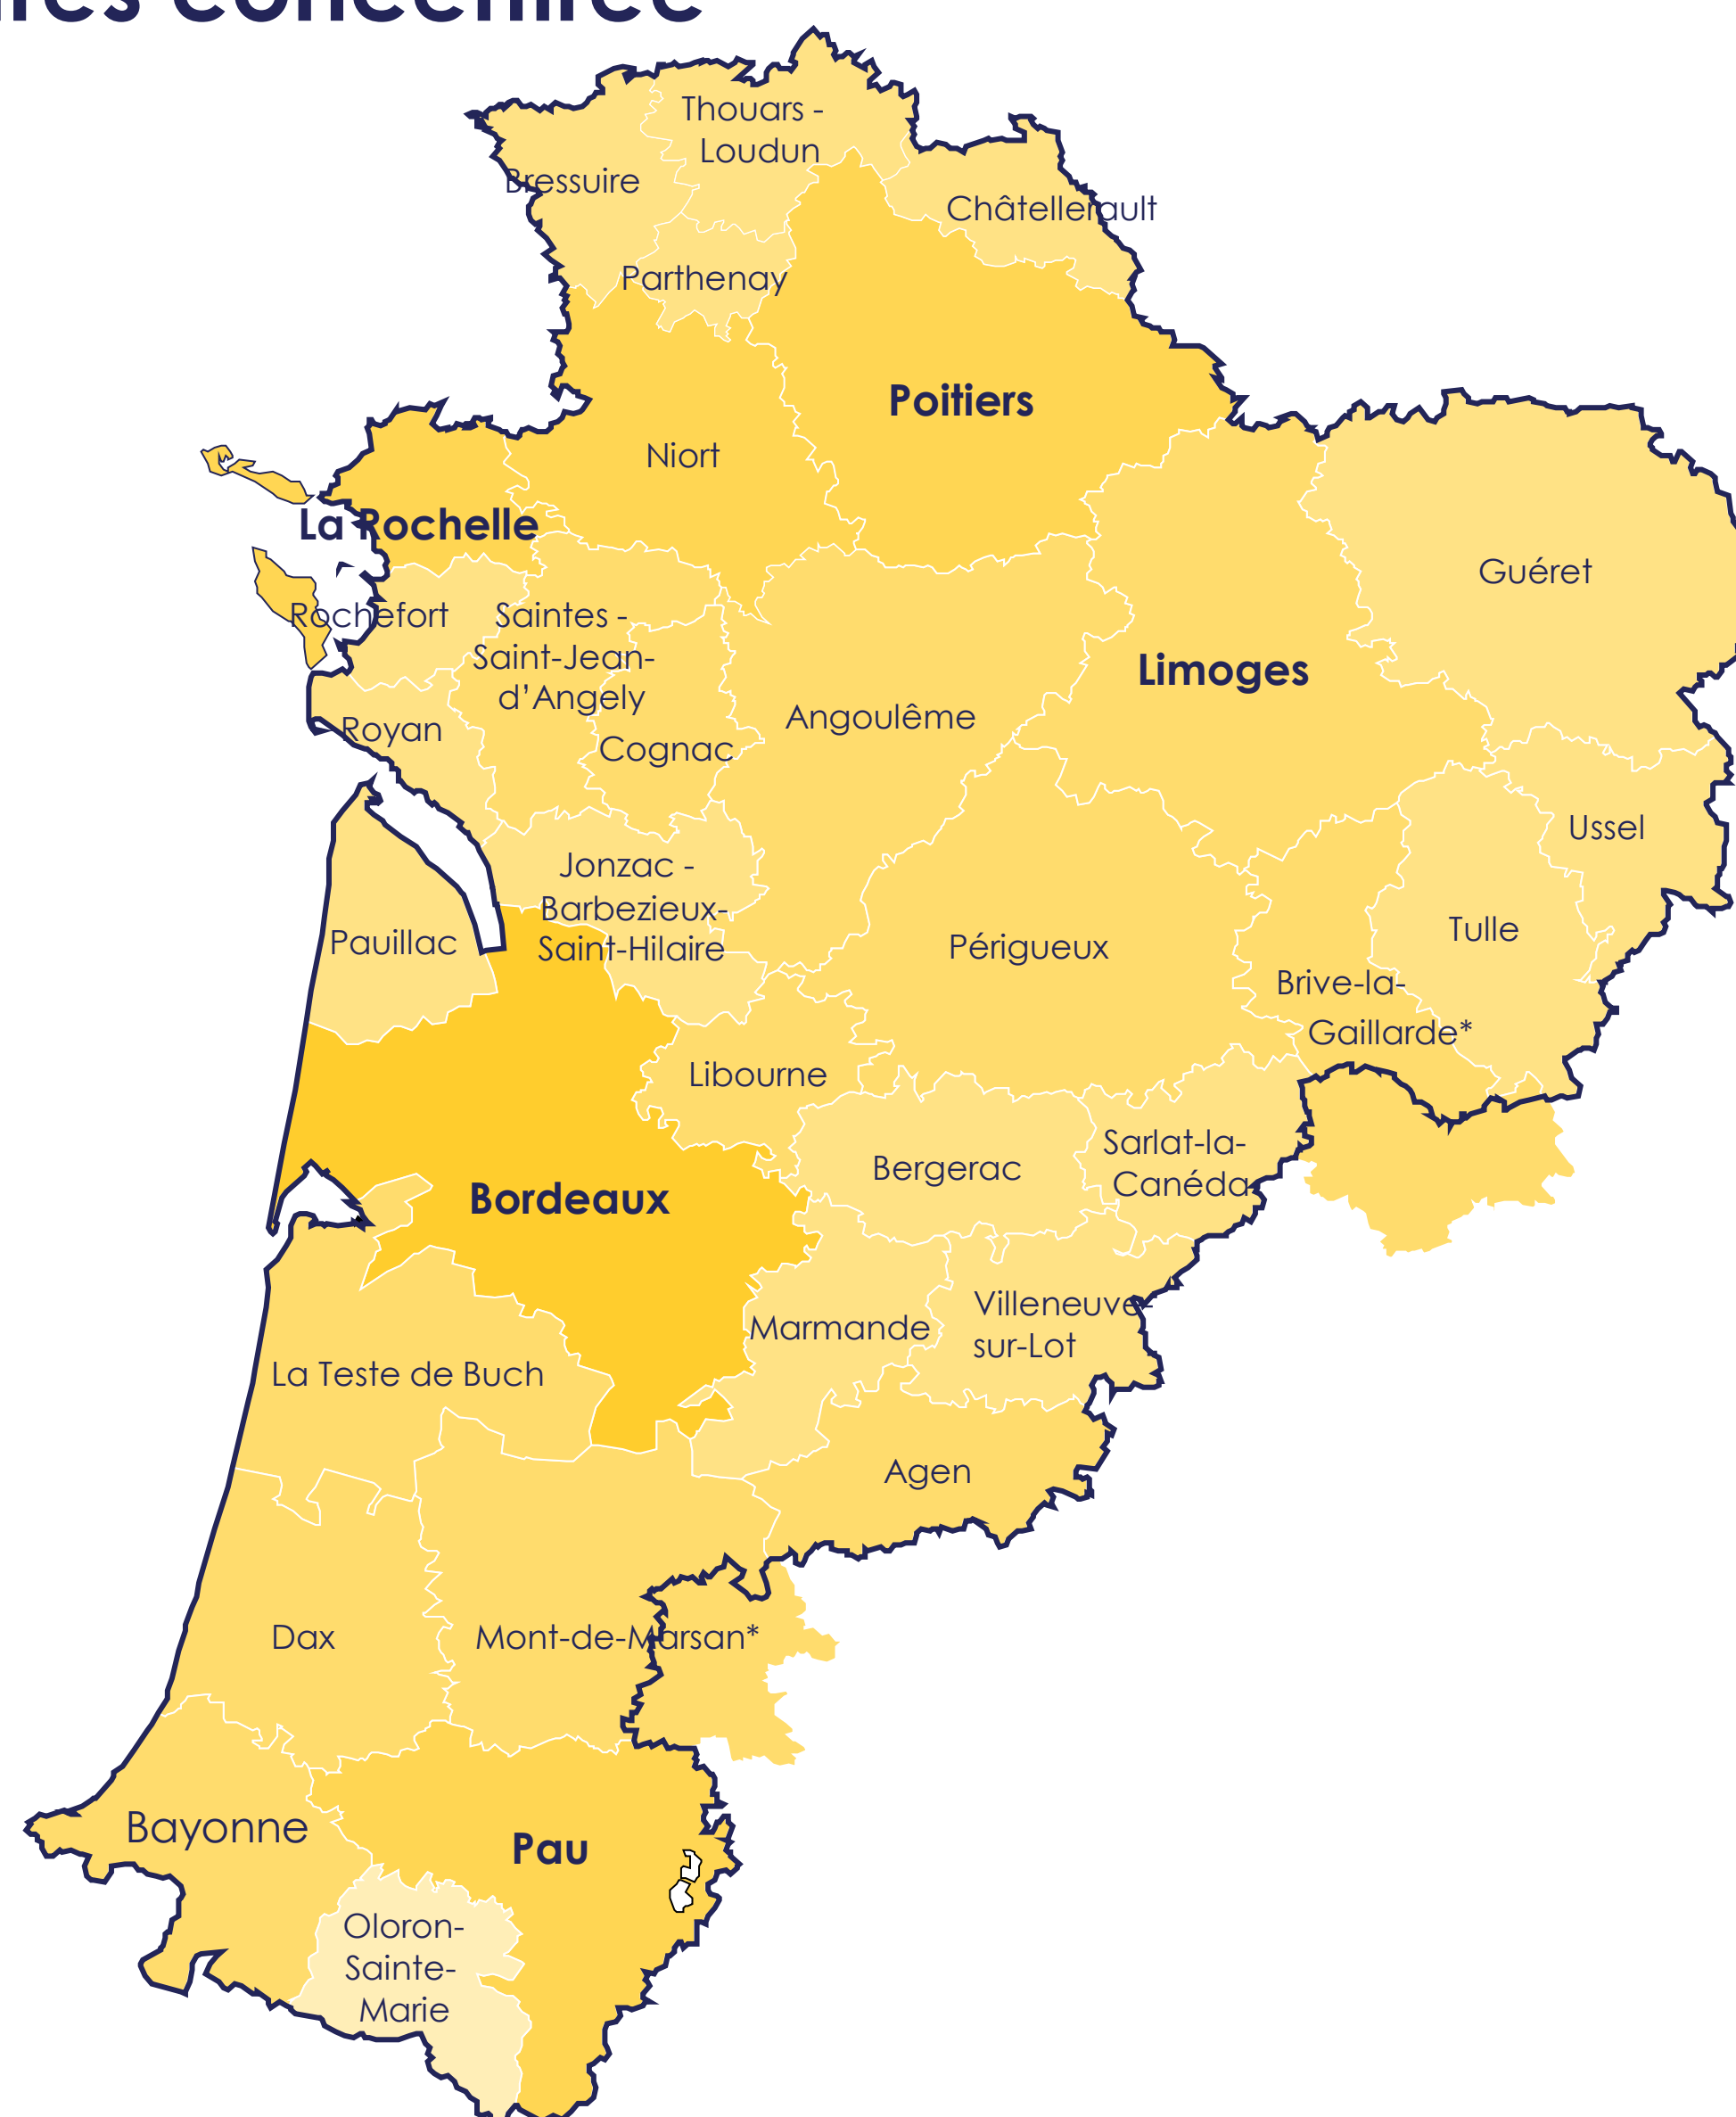 Thouars -
Loudun
Bressuire
Châtellerault
Parthenay
Poitiers
Niort
La Rochelle
Guéret
Rochefort
Saintes -
Saint-Jean-
d’Angely
Limoges
Royan
Angoulême
Cognac
Ussel
Jonzac -
Barbezieux-
Saint-Hilaire
Pauillac
Périgueux
Tulle
Brive-la-
Gaillarde*
Libourne
Bergerac
Sarlat-la-
Canéda
Bordeaux
Marmande
Villeneuve-
sur-Lot
La Teste de Buch
Agen
Dax
Mont-de-Marsan*
Bayonne
Pau
Oloron-
Sainte-
Marie